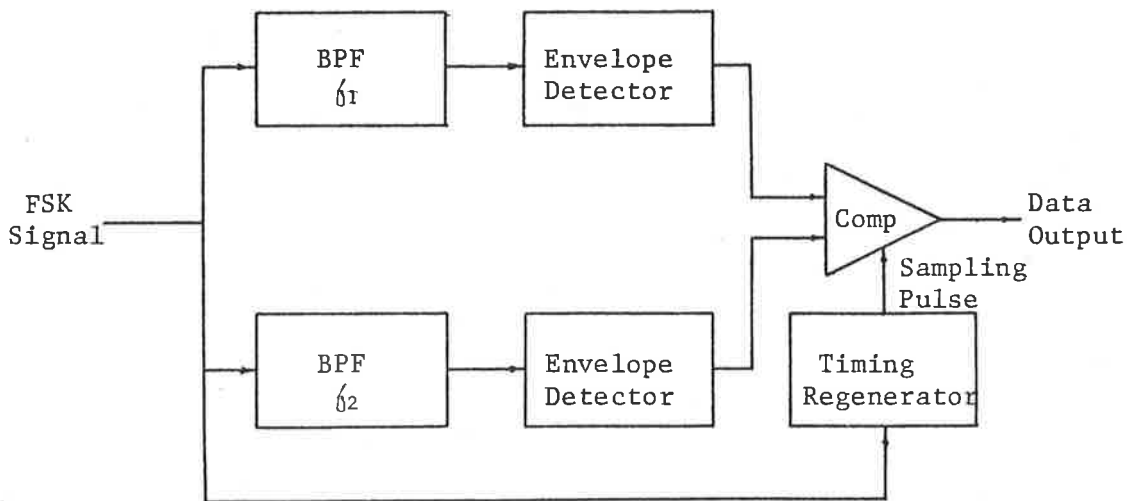 BPF
f1
Envelope
Detector
FSK
Signal
Comp
Data
Output
Sampling
Pulse
BPF
f2
Envelope
Detector
Timing
Regenerator